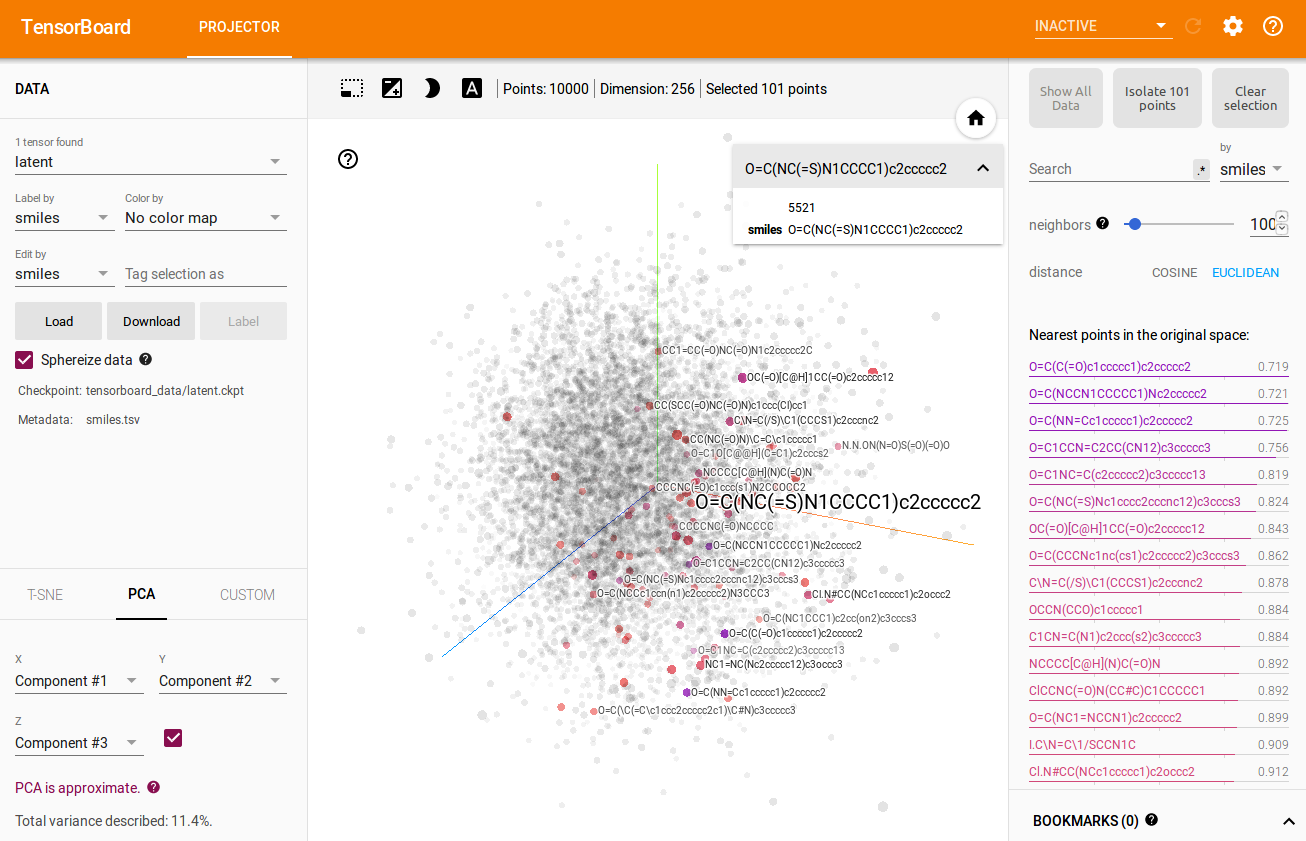 TensorBoard
PROJECTOR
INACTIVE
DATA
1 tensor found
latent
Label by
smiles
Color by
No color map
Edit by
smiles
Tag selection as
Load
Download
Label
Sphereize data
Checkpoint: tensorboard_data/latent.ckpt
Metadata: smiles.tsv
T-SNE
PCA
CUSTOM
X
Component #1
Y
Component #2
Z
Component #3
PCA is approximate.
Total variance described: 11.4%.
A
Points: 10000
Dimension: 256
Selected 101 points
O=C(NC(=S)N1CCCC1)c2ccccc2
5521
smiles O=C(NC(=S)N1CCCC1)c2ccccc2
CC1=CC(=O)NC(=O)N1c2ccccc2C
OC(=O)[C@H]1CC(=O)c2ccccc12
CC(SCC(=O)NC(=O)N)c1ccc(Cl)cc1
C\N=C(/S)\C1(CCCS1)c2cccnc2
CC(NC(=O)N)\C=C\c1ccccc1
N.N.ON(N=O)S(=O)(=O)O
O=C1O[C@@H](C=C1)c2cccs2
NCCCC[C@H](N)C(=O)N
CCCNC(=O)c1ccc(s1)N2CCOCC2
O=C(NC(=S)N1CCCC1)c2ccccc2
CCCCNC(=O)NCCCC
O=C(NCCN1CCCCC1)Nc2ccccc2
O=C1CCN=C2CC(CN12)c3ccccc3
O=C(NC(=S)Nc1cccc2cccnc12)c3cccs3
O=C(NCCc1ccn(n1)c2ccccc2)N3CCC3
Cl.N#CC(NCc1ccccc1)c2occc2
O=C(NC1CCC1)c2cc(on2)c3cccs3
O=C(C(=O)c1ccccc1)c2ccccc2
O=C1NC=C(c2ccccc2)c3ccccc13
NC1=NC(Nc2ccccc12)c3occc3
O=C(NN=Cc1ccccc1)c2ccccc2
O=C(\C(=C\c1ccc2ccccc2c1)\C#N)c3ccccc3
Show All Data
Isolate 101 points
Clear selection
Search
.*
by
smiles
neighbors
100
distance
COSINE
EUCLIDEAN
Nearest points in the original space:
O=C(C(=O)c1ccccc1)c2ccccc2 0.719
O=C(NCCN1CCCCC1)Nc2ccccc2 0.721
O=C(NN=Cc1ccccc1)c2ccccc2 0.725
O=C1CCN=C2CC(CN12)c3ccccc3 0.756
O=C1NC=C(c2ccccc2)c3ccccc13 0.819
O=C(NC(=S)Nc1cccc2cccnc12)c3cccs3 0.824
OC(=O)[C@H]1CC(=O)c2ccccc12 0.843
O=C(CCCNc1nc(cs1)c2ccccc2)c3cccs3 0.862
C\N=C(/S)\C1(CCCS1)c2cccnc2 0.878
OCCN(CCO)c1ccccc1 0.884
C1CN=C(N1)c2ccc(s2)c3ccccc3 0.884
NCCCC[C@H](N)C(=O)N 0.892
ClCCNC(=O)N(CC#C)C1CCCCC1 0.892
O=C(NC1=NCCN1)c2ccccc2 0.899
I.C\N=C\1/SCCN1C 0.909
Cl.N#CC(NCc1ccccc1)c2occc2 0.912
BOOKMARKS (0)